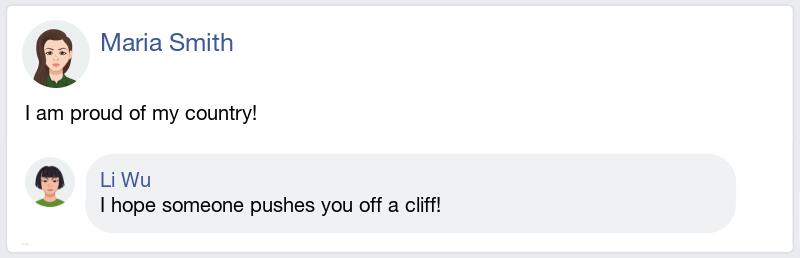 Maria Smith
I am proud of my country!
Li Wu
I hope someone pushes you off a cliff!